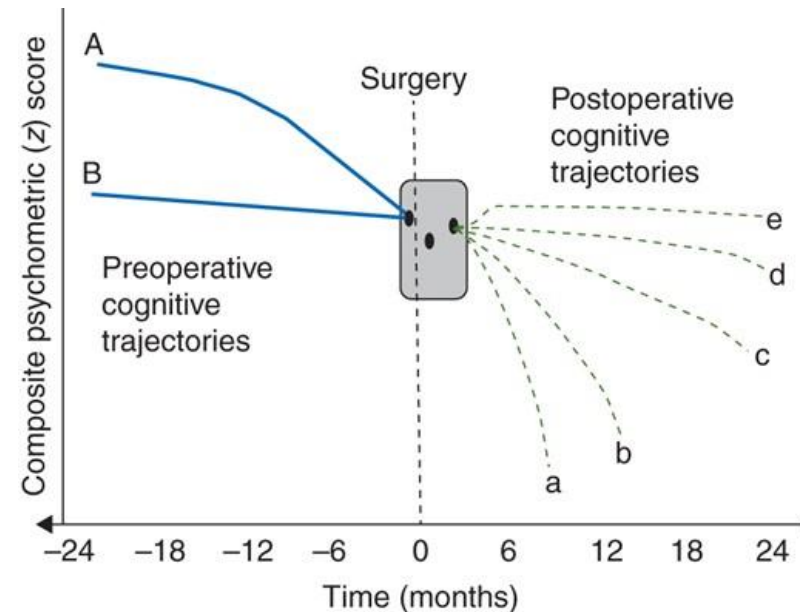 Composite psychometric (z) score
A
B
Surgery
Postoperative
cognitive
trajectories
Preoperative
cognitive
trajectories
e
d
c
b
a
–24 –18 –12 –6 0 6 12 18 24
Time (months)